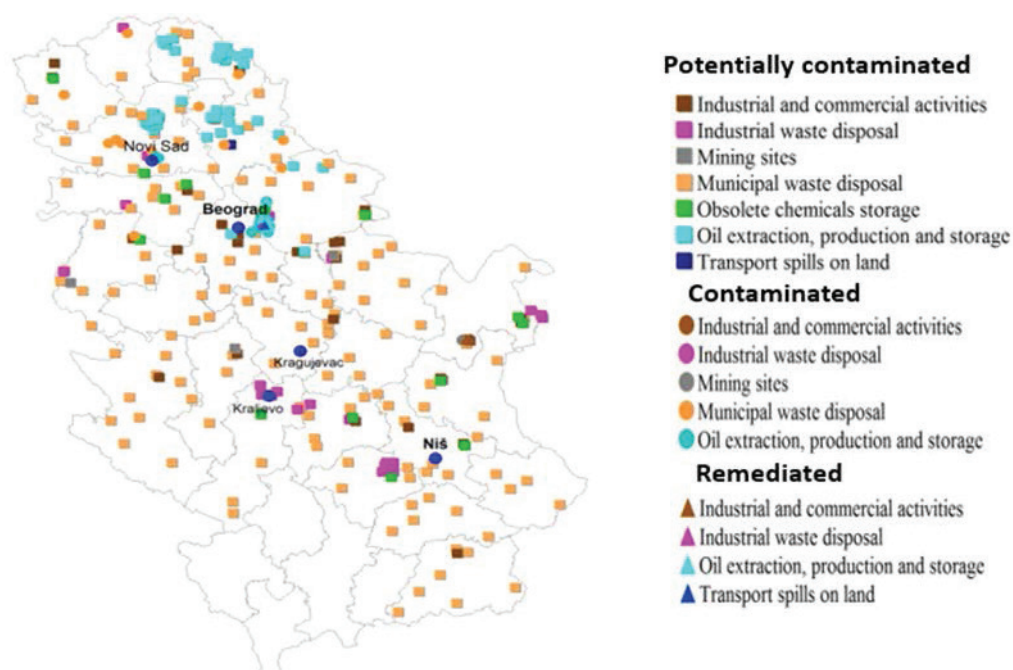 Novi Sad
Beograd
Kragujevac
Kraljevo
Niš
Potentially contaminated
Industrial and commercial activities
Industrial waste disposal
Mining sites
Municipal waste disposal
Obsolete chemicals storage
Oil extraction, production and storage
Transport spills on land
Contaminated
Industrial and commercial activities
Industrial waste disposal
Mining sites
Municipal waste disposal
Oil extraction, production and storage
Remediated
Industrial and commercial activities
Industrial waste disposal
Oil extraction, production and storage
Transport spills on land